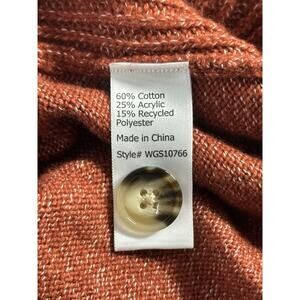 60% Cotton
25% Acrylic
15% Recycled
Polyester
Made in China
Style# WGS10766